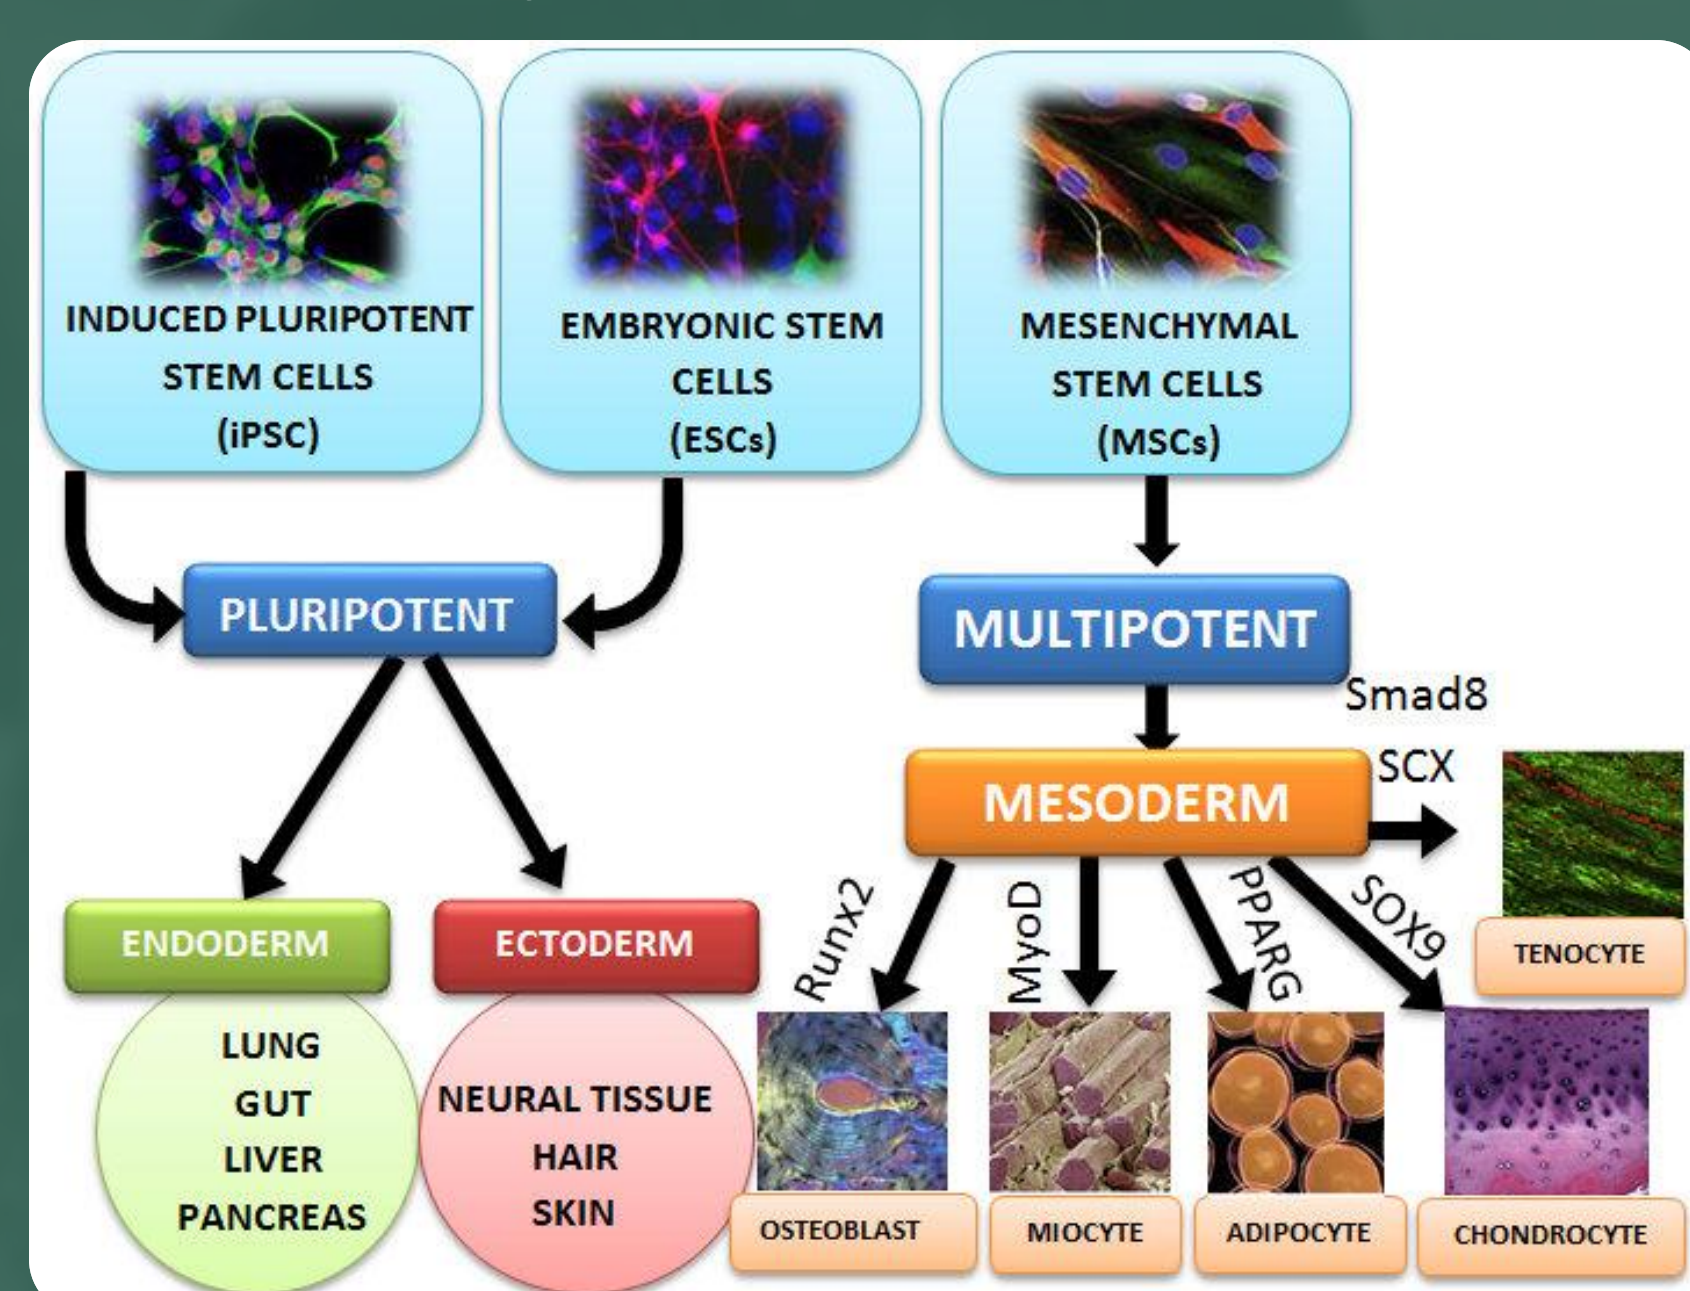 INDUCED PLURIPOTENT
STEM CELLS
(iPSC)
EMBRYONIC STEM
CELLS
(ESCs)
MESENCHYMAL
STEM CELLS
(MSCs)
PLURIPOTENT
MULTIPOTENT
Smad8
SCX
MESODERM
TENOCYTE
ENDODERM
ECTODERM
Runx2
MyoD
PPARG
SOX9
LUNG
GUT
LIVER
PANCREAS
NEURAL TISSUE
HAIR
SKIN
OSTEOBLAST
MIOCYTE
ADIPOCYTE
CHONDROCYTE